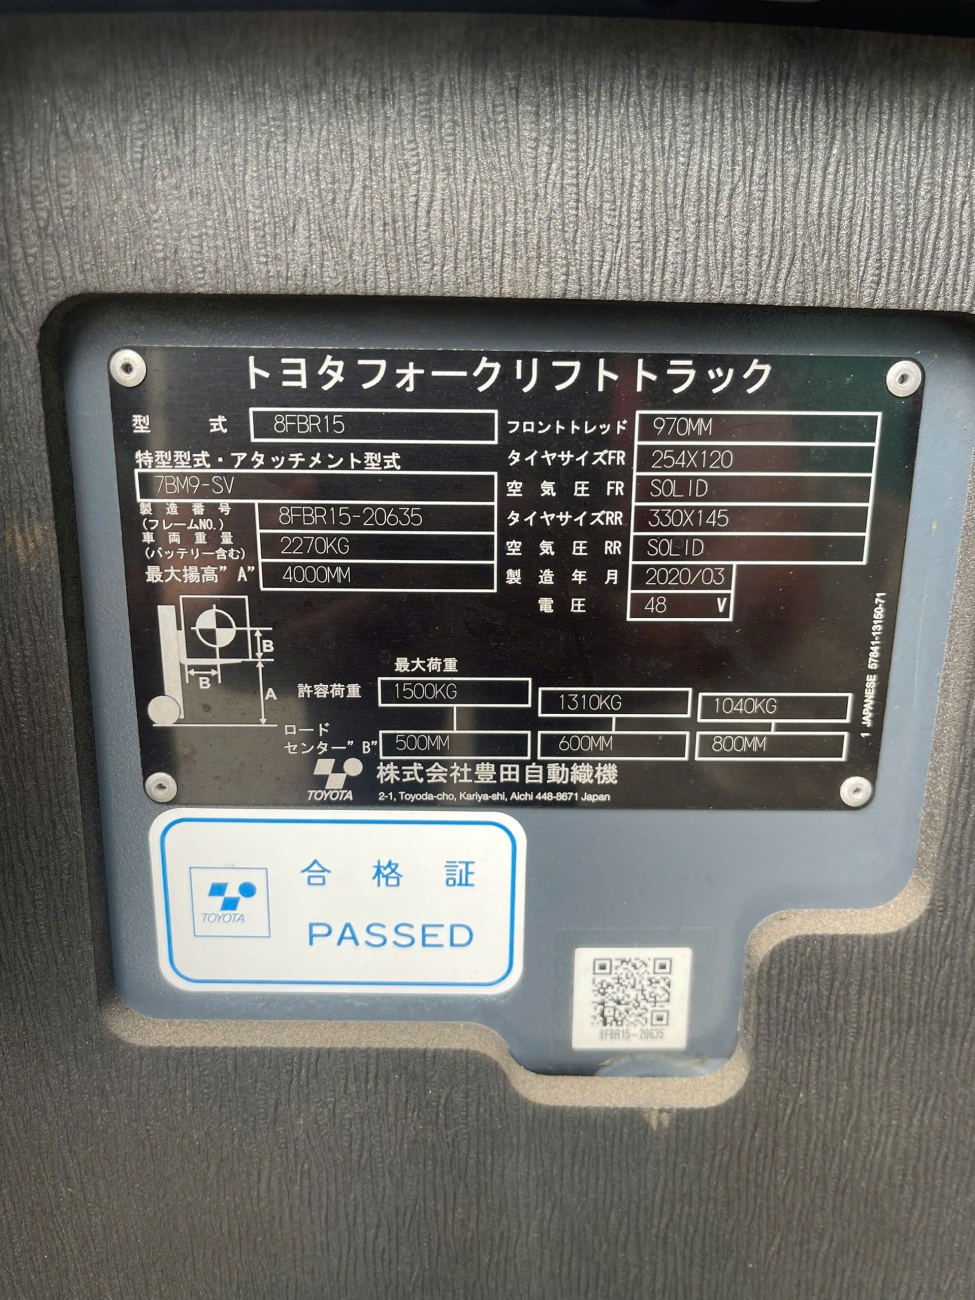 トヨタフォークリフトトラック
型 式 8FBR15
特型型式・アタッチメント型式
7BM9-SV
製造番号
(フレームNO.) 8FBR15-20635
車両重量
(バッテリー含む) 2270KG
最大揚高"A" 4000MM
フロントトレッド 970MM
タイヤサイズFR 254X120
空気圧 FR SOLID
タイヤサイズRR 330X145
空気圧 RR SOLID
製造年月 2020/03
電圧 48 V
B
B
A
最大荷重
許容荷重 1500KG 1310KG 1040KG
ロード
センター"B" 500MM 600MM 800MM
TOYOTA
株式会社豊田自動織機
2-1, Toyoda-cho, Kariya-shi, Aichi 448-8671 Japan
1 JAPANESE 57841-13150-71
TOYOTA
合格証
PASSED
8FBR15-20635